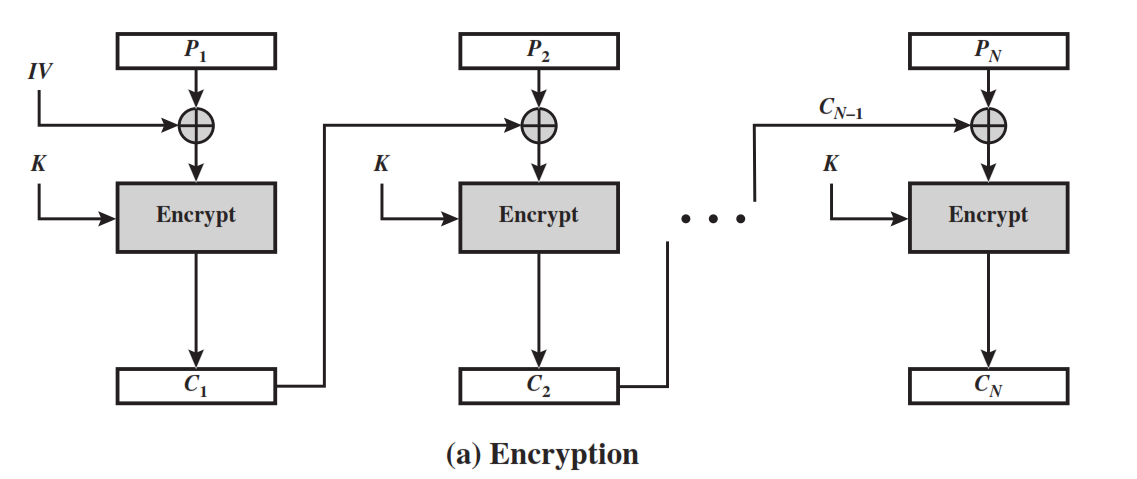 P1 P2 PN
IV
CN–1
K K K
Encrypt Encrypt Encrypt
C1 C2 CN
(a) Encryption